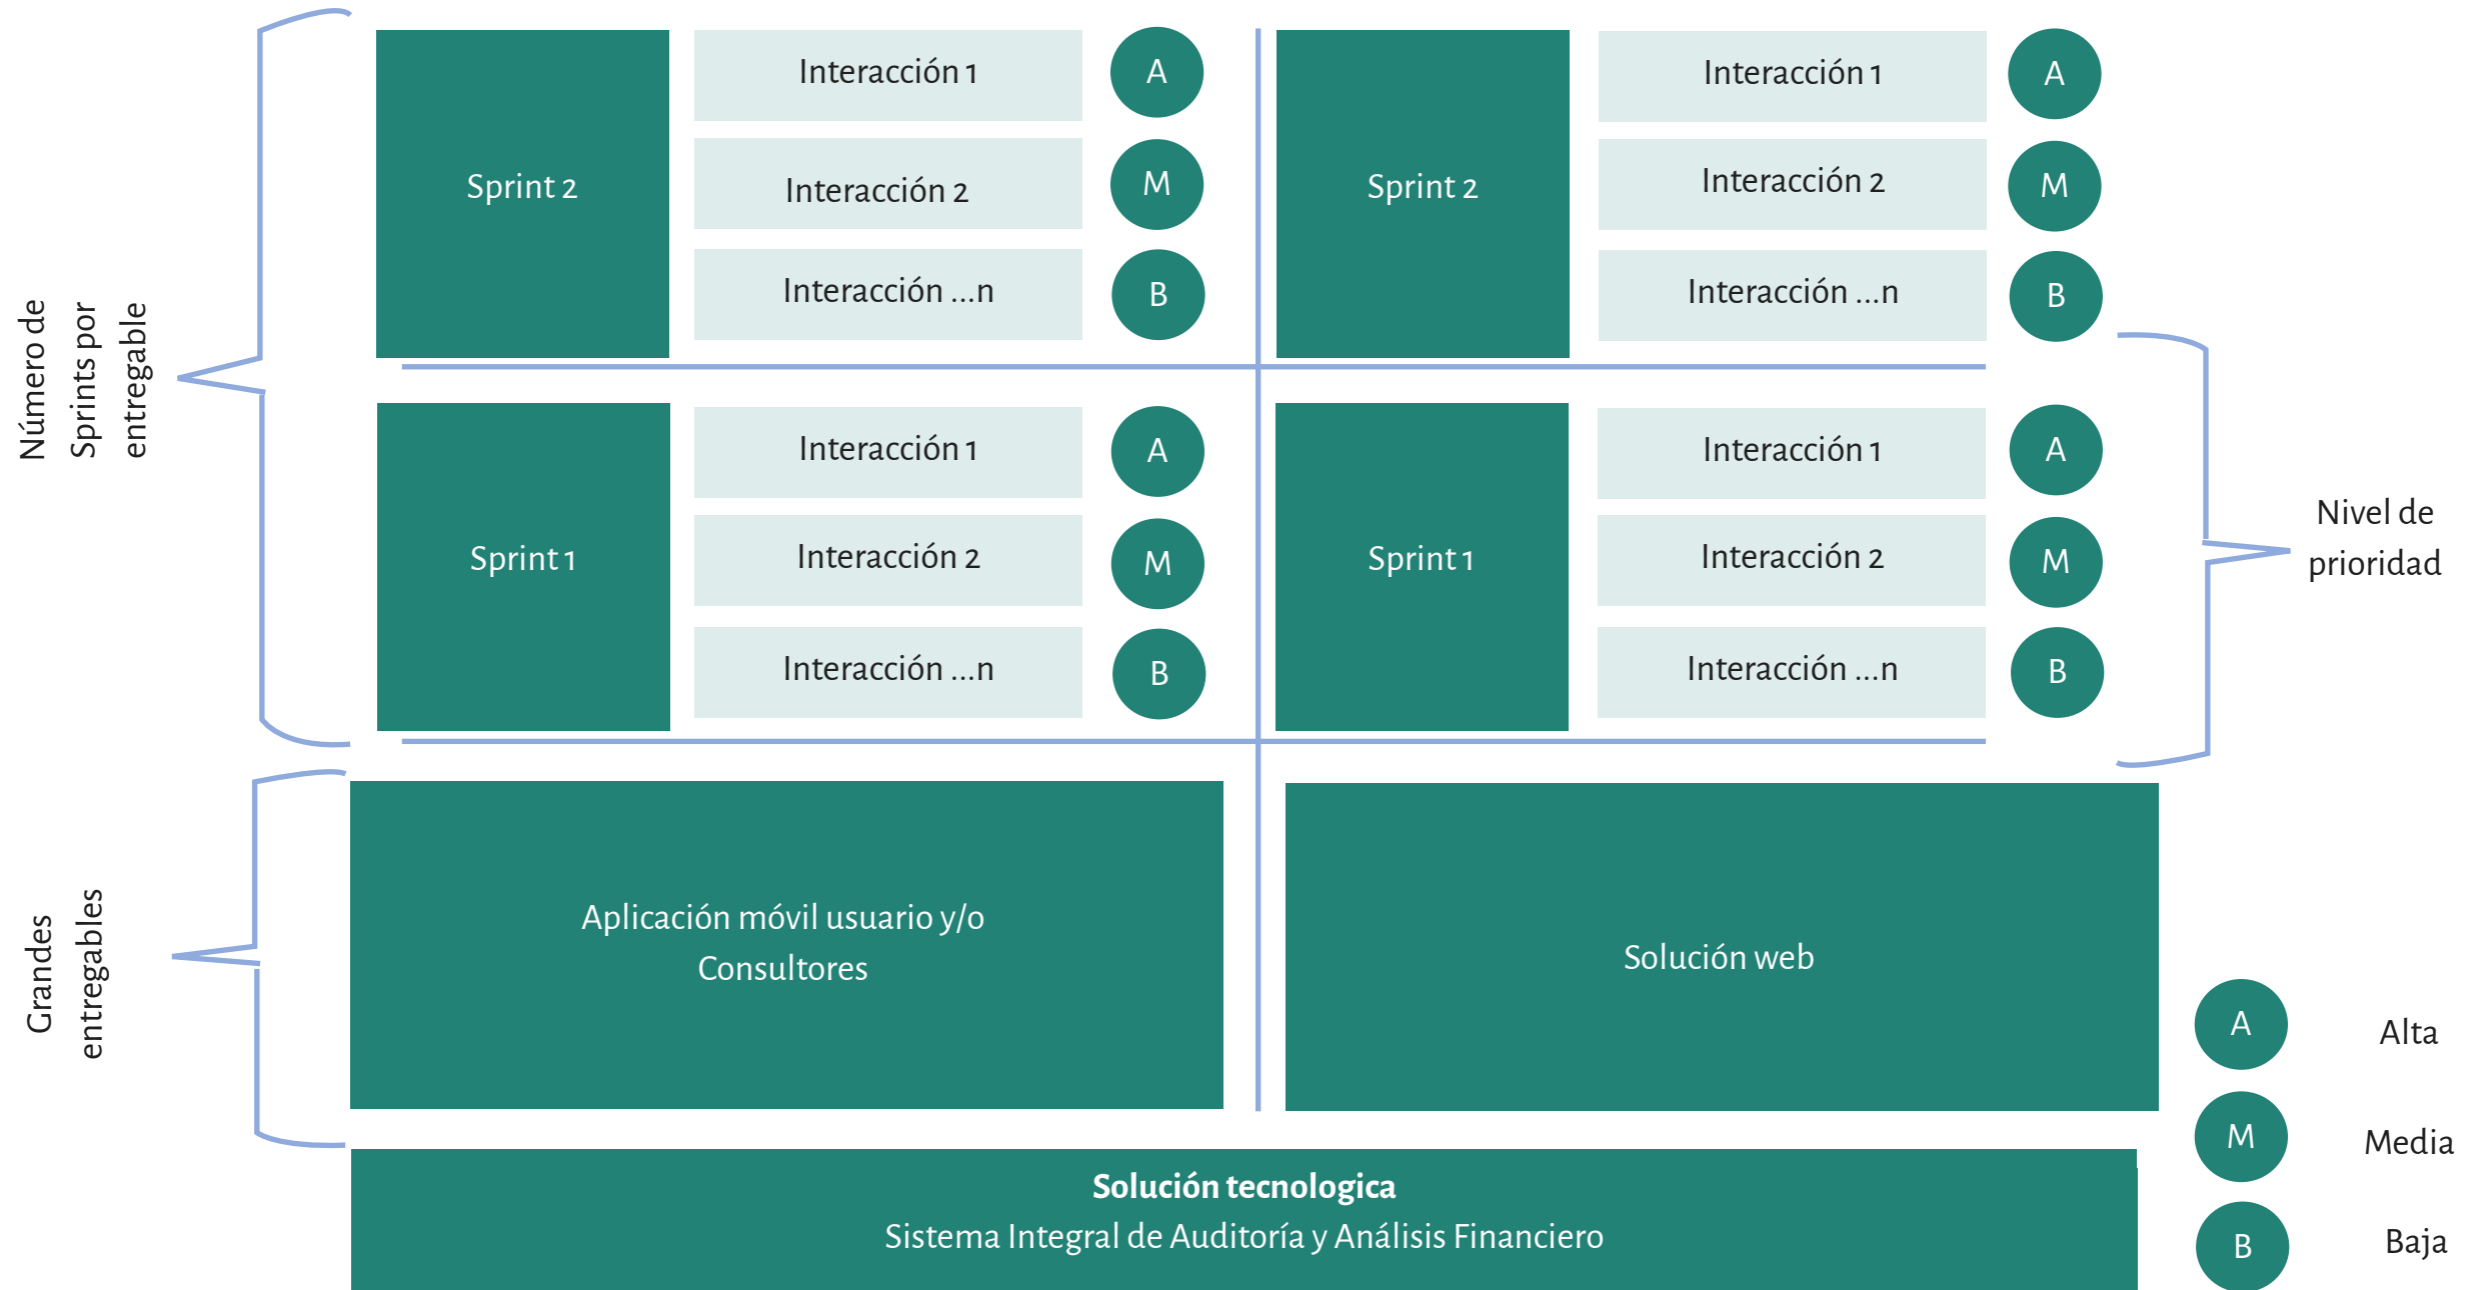 Número de
Sprints por
entregable
Sprint 2
Interacción 1
A
Interacción 2
M
Interacción ...n
B
Sprint 2
Interacción 1
A
Interacción 2
M
Interacción ...n
B
Sprint 1
Interacción 1
A
Interacción 2
M
Interacción ...n
B
Sprint 1
Interacción 1
A
Interacción 2
M
Interacción ...n
B
Nivel de
prioridad
Grandes
entregables
Aplicación móvil usuario y/o
Consultores
Solución web
A
Alta
M
Media
B
Baja
Solución tecnologica
Sistema Integral de Auditoría y Análisis Financiero